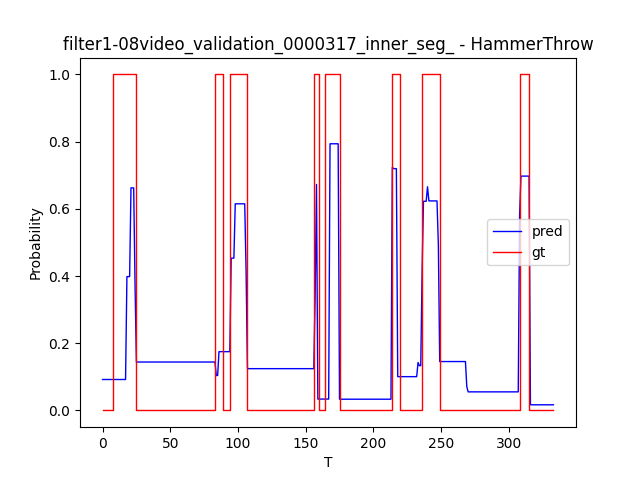 filter1-08video_validation_0000317_inner_seg_ - HammerThrow
1.0
0.8
0.6
0.4
0.2
0.0
Probability
pred
gt
0 50 100 150 200 250 300
T